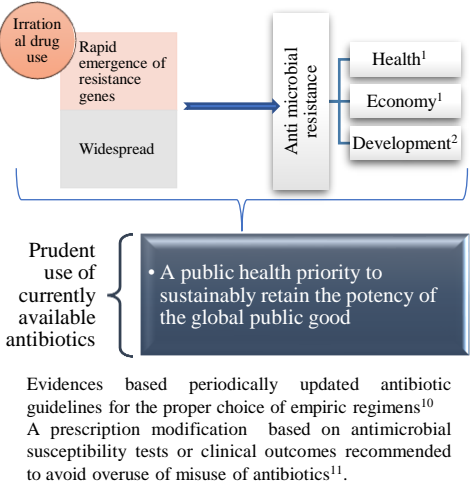 Irration
al drug
use
Rapid
emergence of
resistance
genes
Widespread
Anti microbial
resistance
Health¹
Economy¹
Development²
Prudent
use of
currently
available
antibiotics
• A public health priority to
sustainably retain the potency of
the global public good
Evidences based periodically updated antibiotic
guidelines for the proper choice of empiric regimens¹⁰
A prescription modification based on antimicrobial
susceptibility tests or clinical outcomes recommended
to avoid overuse of misuse of antibiotics¹¹.